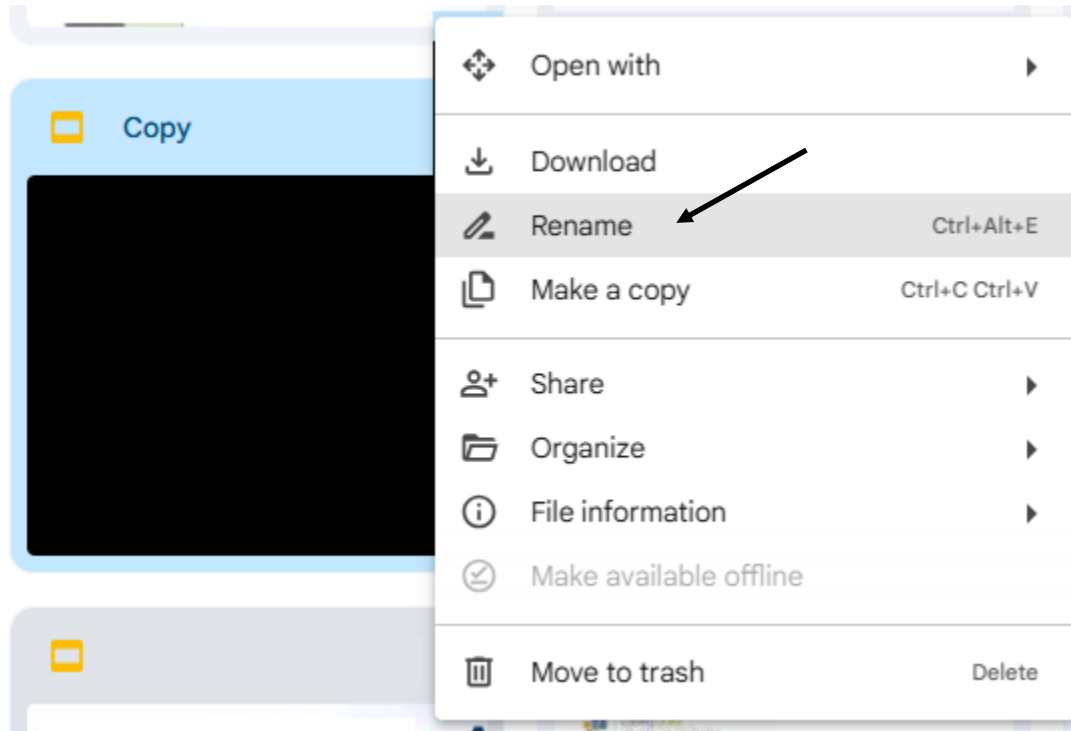 Copy
Open with
Download
Rename Ctrl+Alt+E
Make a copy Ctrl+C Ctrl+V
Share
Organize
File information
Make available offline
Move to trash Delete